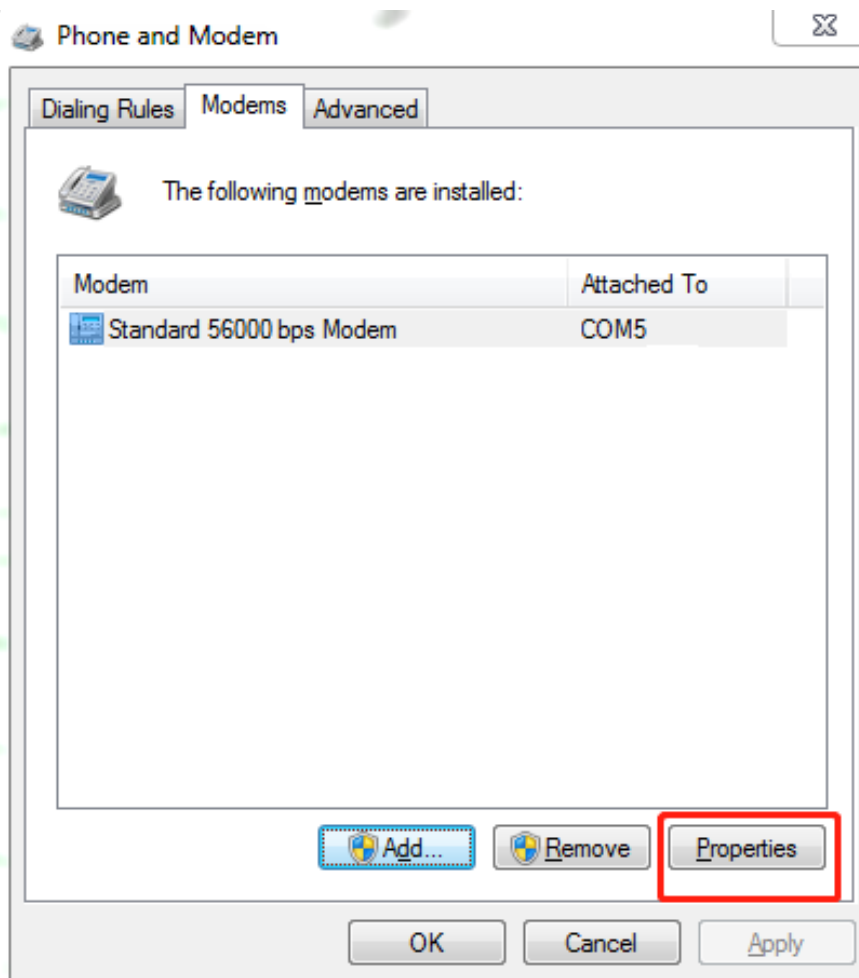 Phone and Modem
Dialing Rules Modems Advanced
The following modems are installed:
Modem Attached To
Standard 56000 bps Modem COM5
Add... Remove Properties
OK Cancel Apply